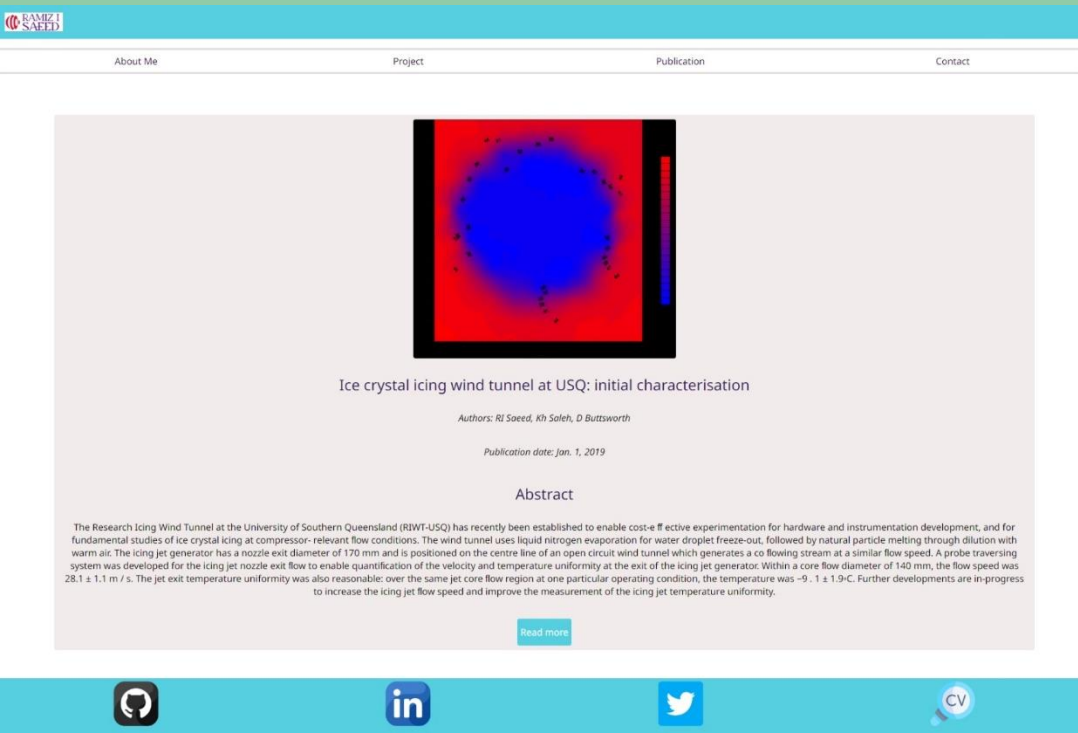 RAMIZ I
SAEED
About Me Project Publication Contact
Ice crystal icing wind tunnel at USQ: initial characterisation
Authors: RI Saeed, Kh Saleh, D Buttsworth
Publication date: Jan. 1, 2019
Abstract
The Research Icing Wind Tunnel at the University of Southern Queensland (RIWT-USQ) has recently been established to enable cost-e ff ective experimentation for hardware and instrumentation development, and for
fundamental studies of ice crystal icing at compressor- relevant flow conditions. The wind tunnel uses liquid nitrogen evaporation for water droplet freeze-out, followed by natural particle melting through dilution with
warm air. The icing jet generator has a nozzle exit diameter of 170 mm and is positioned on the centre line of an open circuit wind tunnel which generates a co flowing stream at a similar flow speed. A probe traversing
system was developed for the icing jet nozzle exit flow to enable quantification of the velocity and temperature uniformity at the exit of the icing jet generator. Within a core flow diameter of 140 mm, the flow speed was
28.1 ± 1.1 m / s. The jet exit temperature uniformity was also reasonable: over the same jet core flow region at one particular operating condition, the temperature was −9 . 1 ± 1.9◦C. Further developments are in-progress
to increase the icing jet flow speed and improve the measurement of the icing jet temperature uniformity.
Read more
in
CV